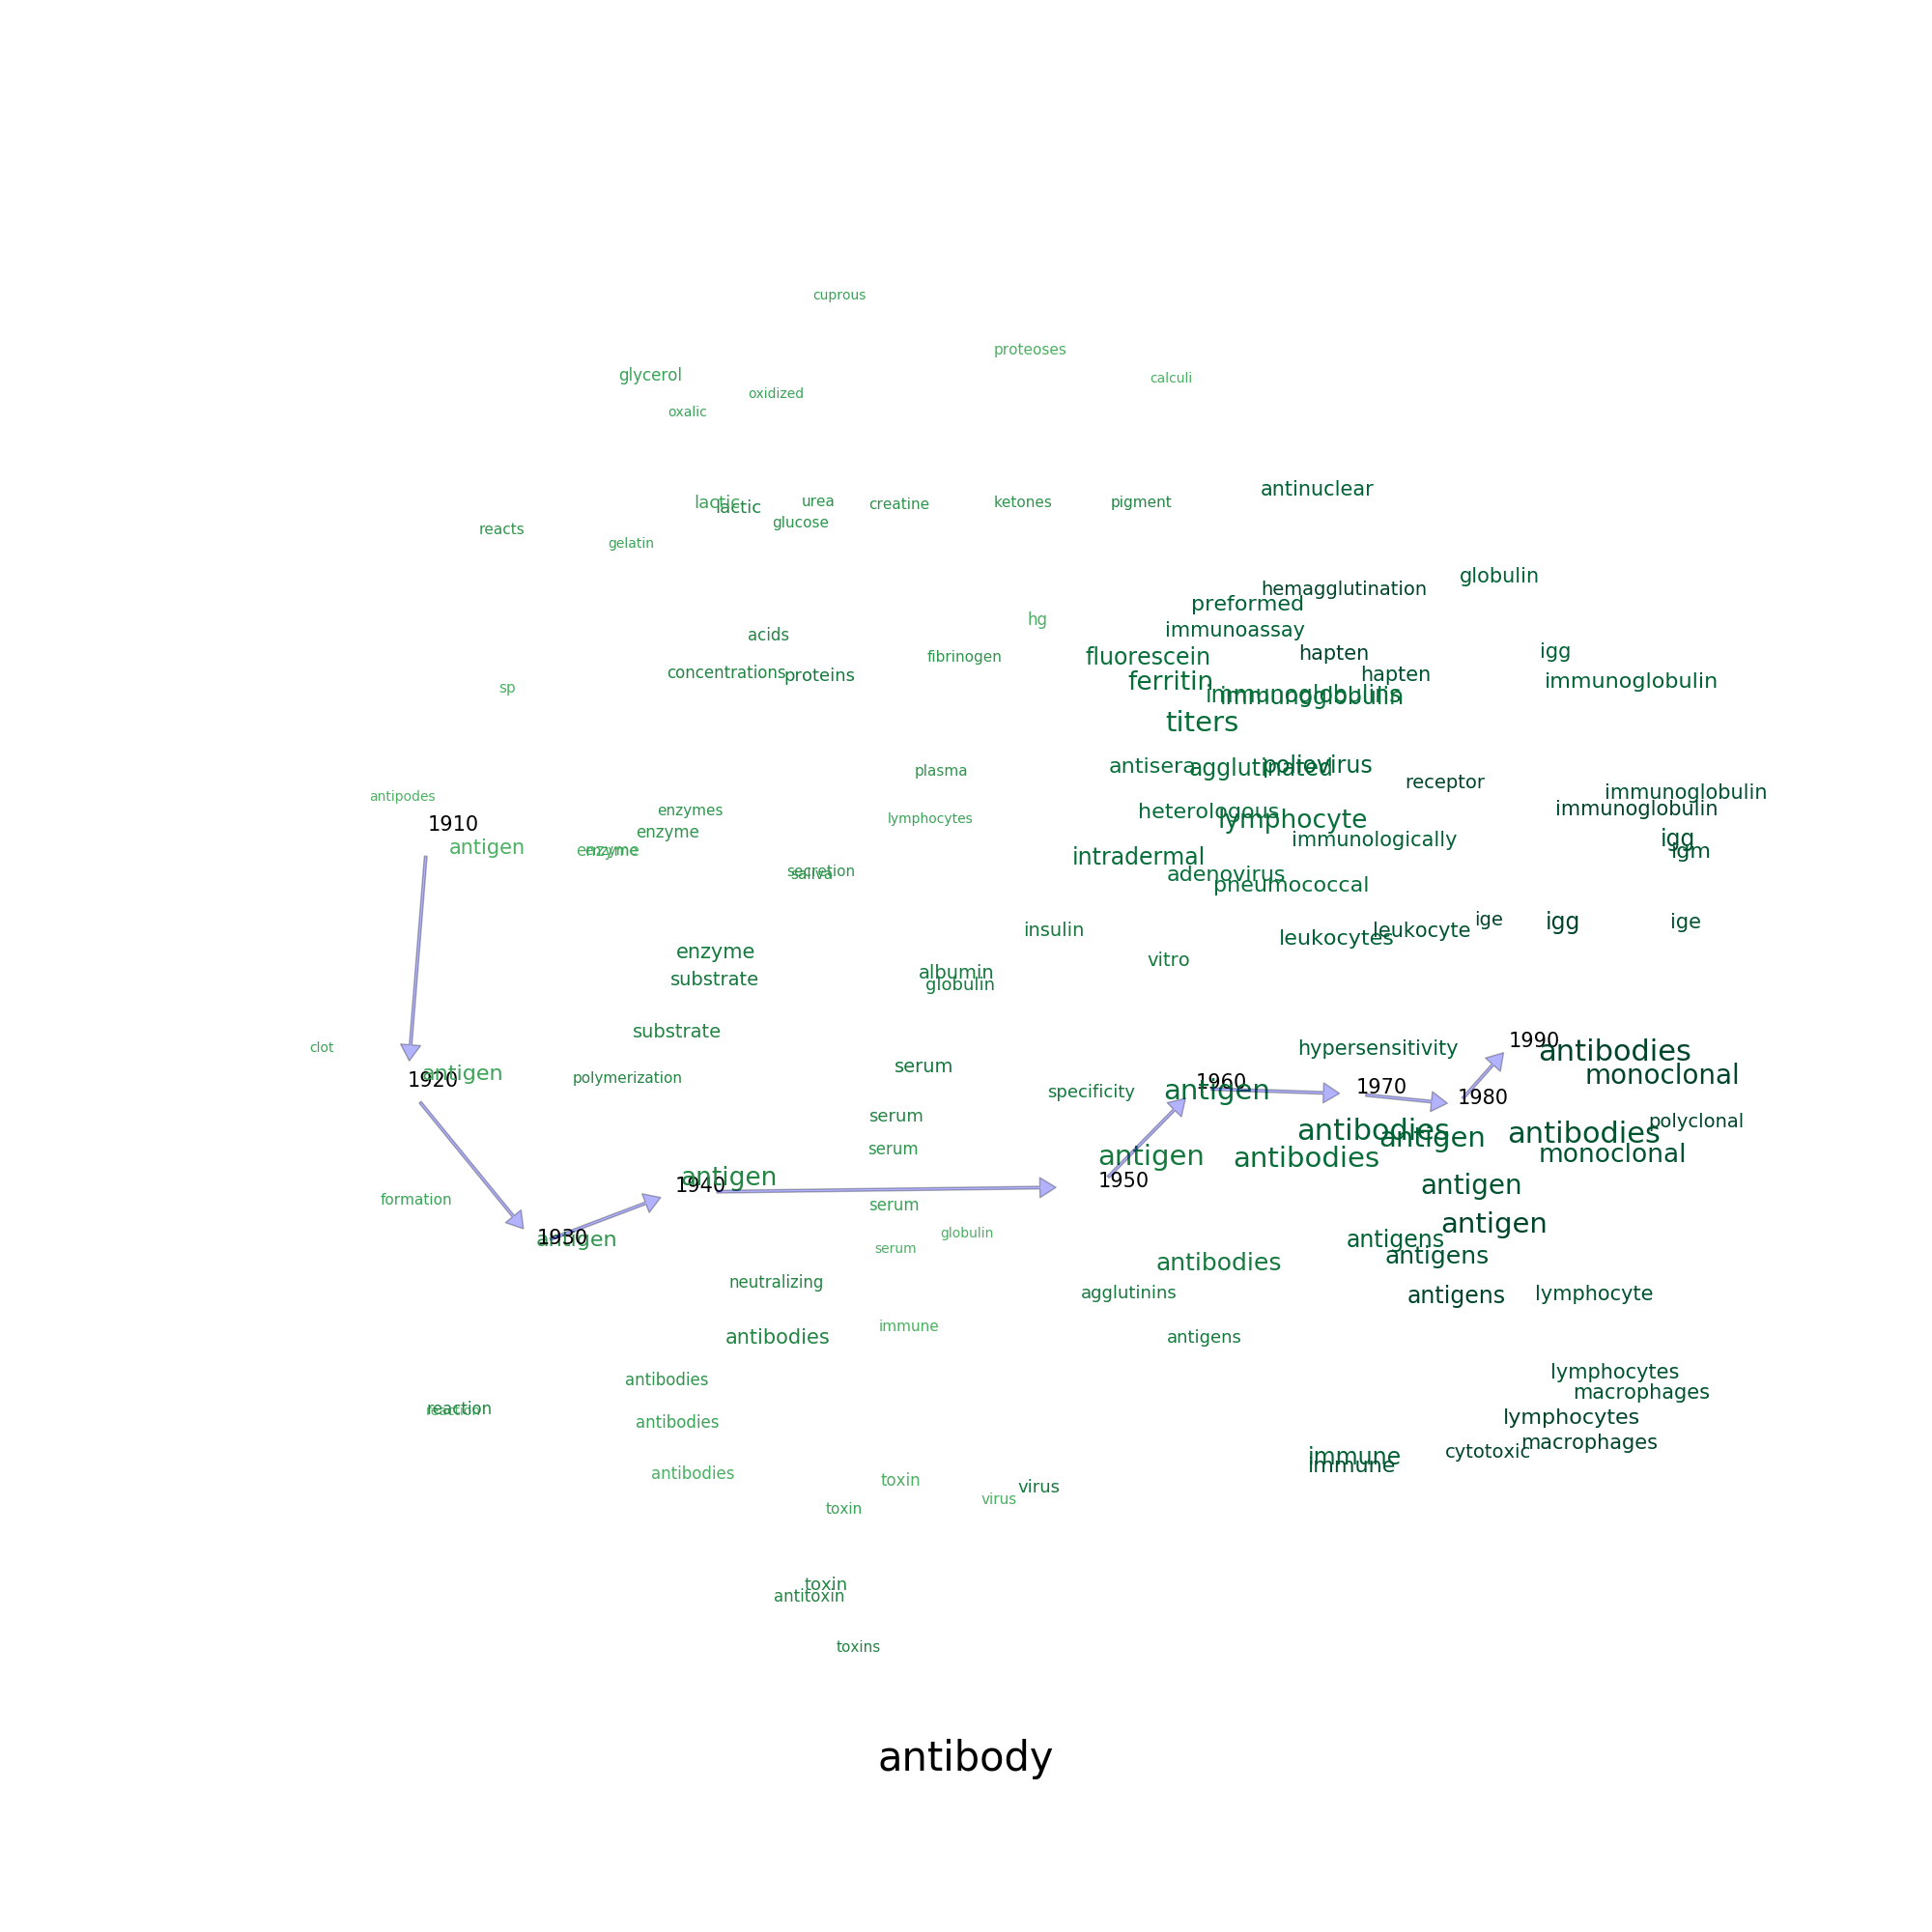 cuprous
proteoses
glycerol
calculi
oxidized
oxalic
antinuclear
lactic
lactic
urea
creatine
ketones
pigment
glucose
reacts
gelatin
globulin
hemagglutination
preformed
hg
immunoassay
acids
igg
hapten
fibrinogen
fluorescein
concentrations
proteins
hapten
ferritin
immunoglobulin
sp
immunoglobulins
immunoglobulin
titers
antisera
agglutinated
poliovirus
plasma
receptor
antipodes
immunoglobulin
enzymes
heterologous
immunoglobulin
1910
enzyme
lymphocytes
lymphocyte
immunologically
igg
antigen
enzyme
enzyme
igm
intradermal
secretion
saliva
adenovirus
pneumococcal
ige
igg
ige
insulin
leukocyte
leukocytes
enzyme
vitro
substrate
albumin
globulin
substrate
1990
clot
hypersensitivity
antibodies
serum
antigen
1920
polymerization
monoclonal
1960
antigen
1970
specificity
1980
serum
polyclonal
antibodies
antigen
antibodies
serum
antigen
antibodies
monoclonal
antigen
1940
1950
antigen
formation
serum
antigen
globulin
1930
antigen
antigens
serum
antibodies
antigens
neutralizing
agglutinins
antigens
lymphocyte
immune
antibodies
antigens
lymphocytes
antibodies
macrophages
reaction
reaction
lymphocytes
antibodies
macrophages
cytotoxic
immune
immune
antibodies
toxin
virus
virus
toxin
toxin
antitoxin
toxins
antibody